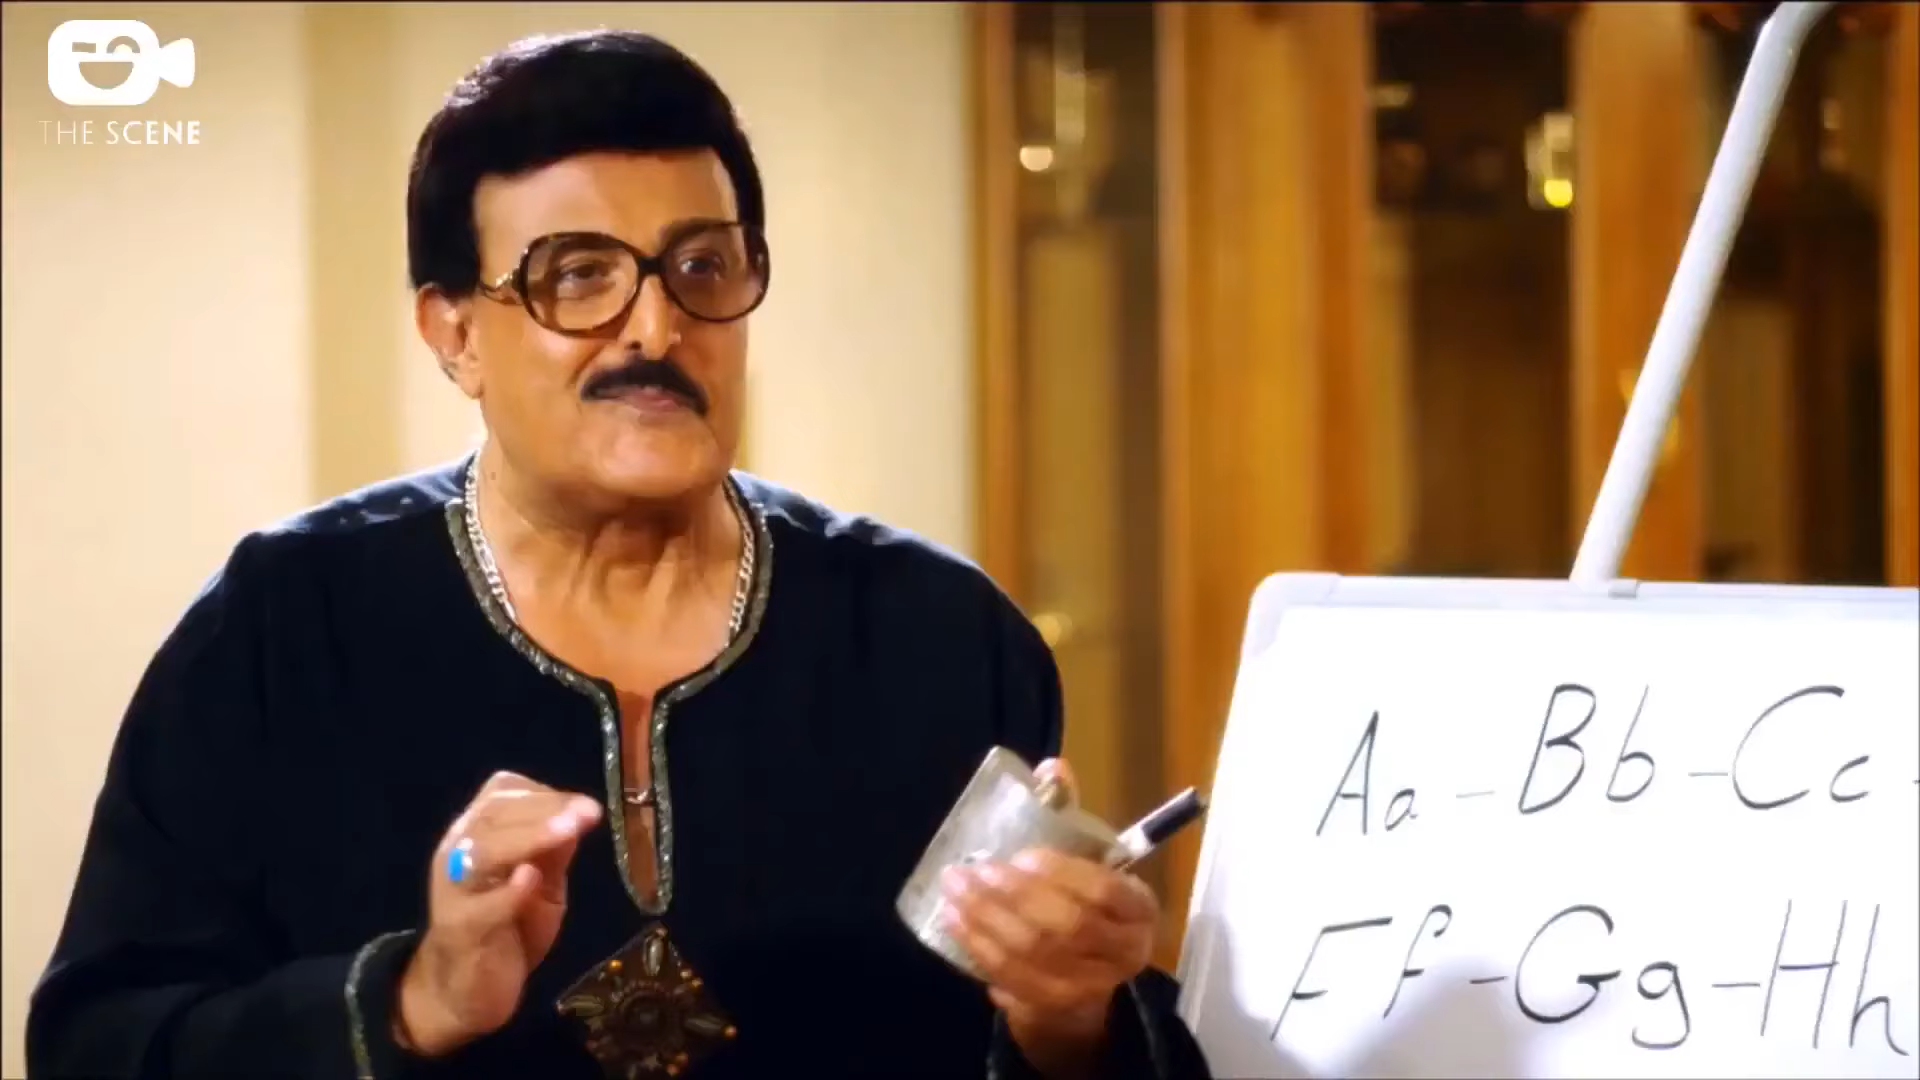 THE SCENE
Aa - Bb - Cc -
Ff - Gg - Hh